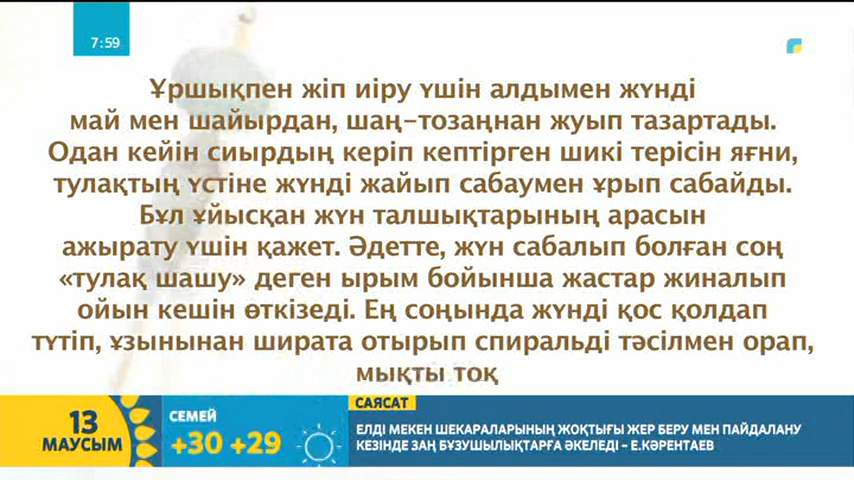 7:59
Ұршықпен жіп иіру үшін алдымен жүнді
май мен шайырдан, шаң-тозаңнан жуып тазартады.
Одан кейін сиырдың керіп кептірген шикі терісін яғни,
тулақтың үстіне жүнді жайып сабаумен ұрып сабайды.
Бұл ұйысқан жүн талшықтарының арасын
ажырату үшін қажет. Әдетте, жүн сабалып болған соң
«тулақ шашу» деген ырым бойынша жастар жиналып
ойын кешін өткізеді. Ең соңында жүнді қос қолдап
түтіп, ұзынынан ширата отырып спиральді тәсілмен орап,
мықты тоқ
13
МАУСЫМ
СЕМЕЙ
+30 +29
САЯСАТ
ЕЛДІ МЕКЕН ШЕКАРАЛАРЫНЫҢ ЖОҚТЫҒЫ ЖЕР БЕРУ МЕН ПАЙДАЛАНУ
КЕЗІНДЕ ЗАҢ БҰЗУШЫЛЫҚТАРҒА ӘКЕЛЕДІ – Е.КӘРЕНТАЕВ